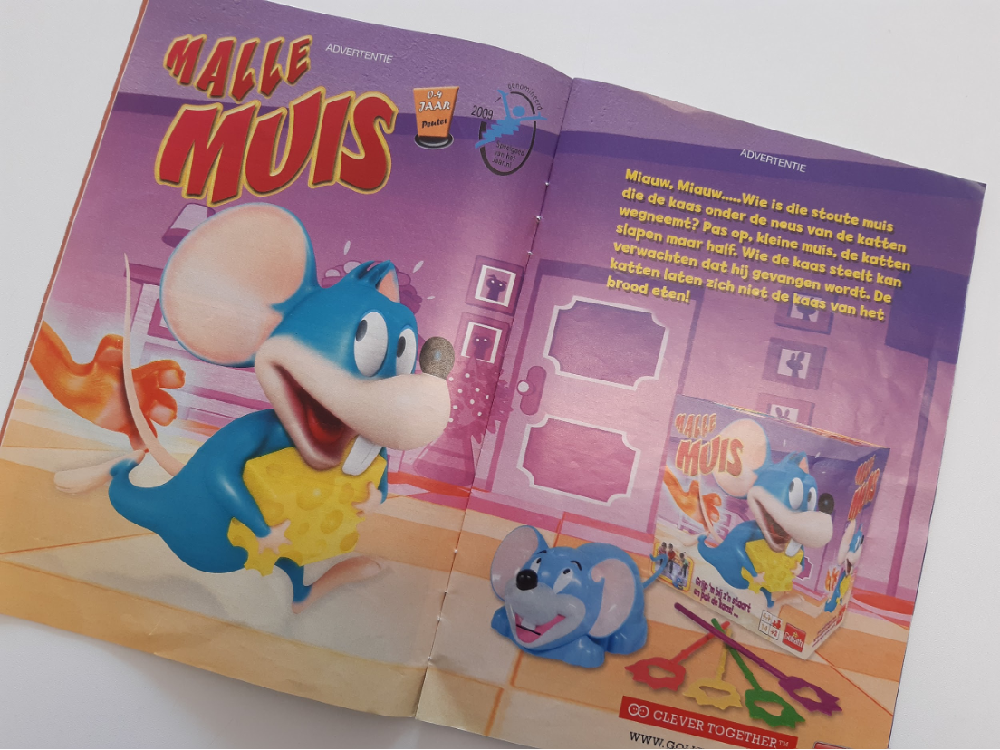 MALLE
MUIS
ADVERTENTIE
0-4
JAAR
Peuter
genomineerd
2009
Speelgoed
van het
Jaar.nl
ADVERTENTIE
Miauw, Miauw.....Wie is die stoute muis
die de kaas onder de neus van de katten
wegneemt? Pas op, kleine muis, de katten
slapen maar half. Wie de kaas steelt kan
verwachten dat hij gevangen wordt. De
katten laten zich niet de kaas van het
brood eten!
MALLE
MUIS
MALLE
MUIS
Grijp 'm bij z'n staart
en pak de kaas!...
Goliath
CLEVER TOGETHER™